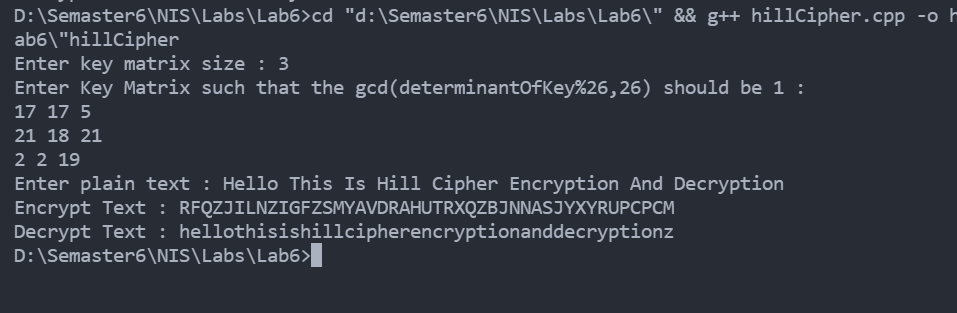 D:\Semaster6\NIS\Labs\Lab6>cd "d:\Semaster6\NIS\Labs\Lab6\" && g++ hillCipher.cpp -o h
ab6\"hillCipher
Enter key matrix size : 3
Enter Key Matrix such that the gcd(determinantOfKey%26,26) should be 1 :
17 17 5
21 18 21
2 2 19
Enter plain text : Hello This Is Hill Cipher Encryption And Decryption
Encrypt Text : RFQZJILNZIGFZSMYAVDRAHUTRXQZBJNNASJYXYRUPCPCM
Decrypt Text : hellothisishillcipherencryptionanddecryptionz
D:\Semaster6\NIS\Labs\Lab6>